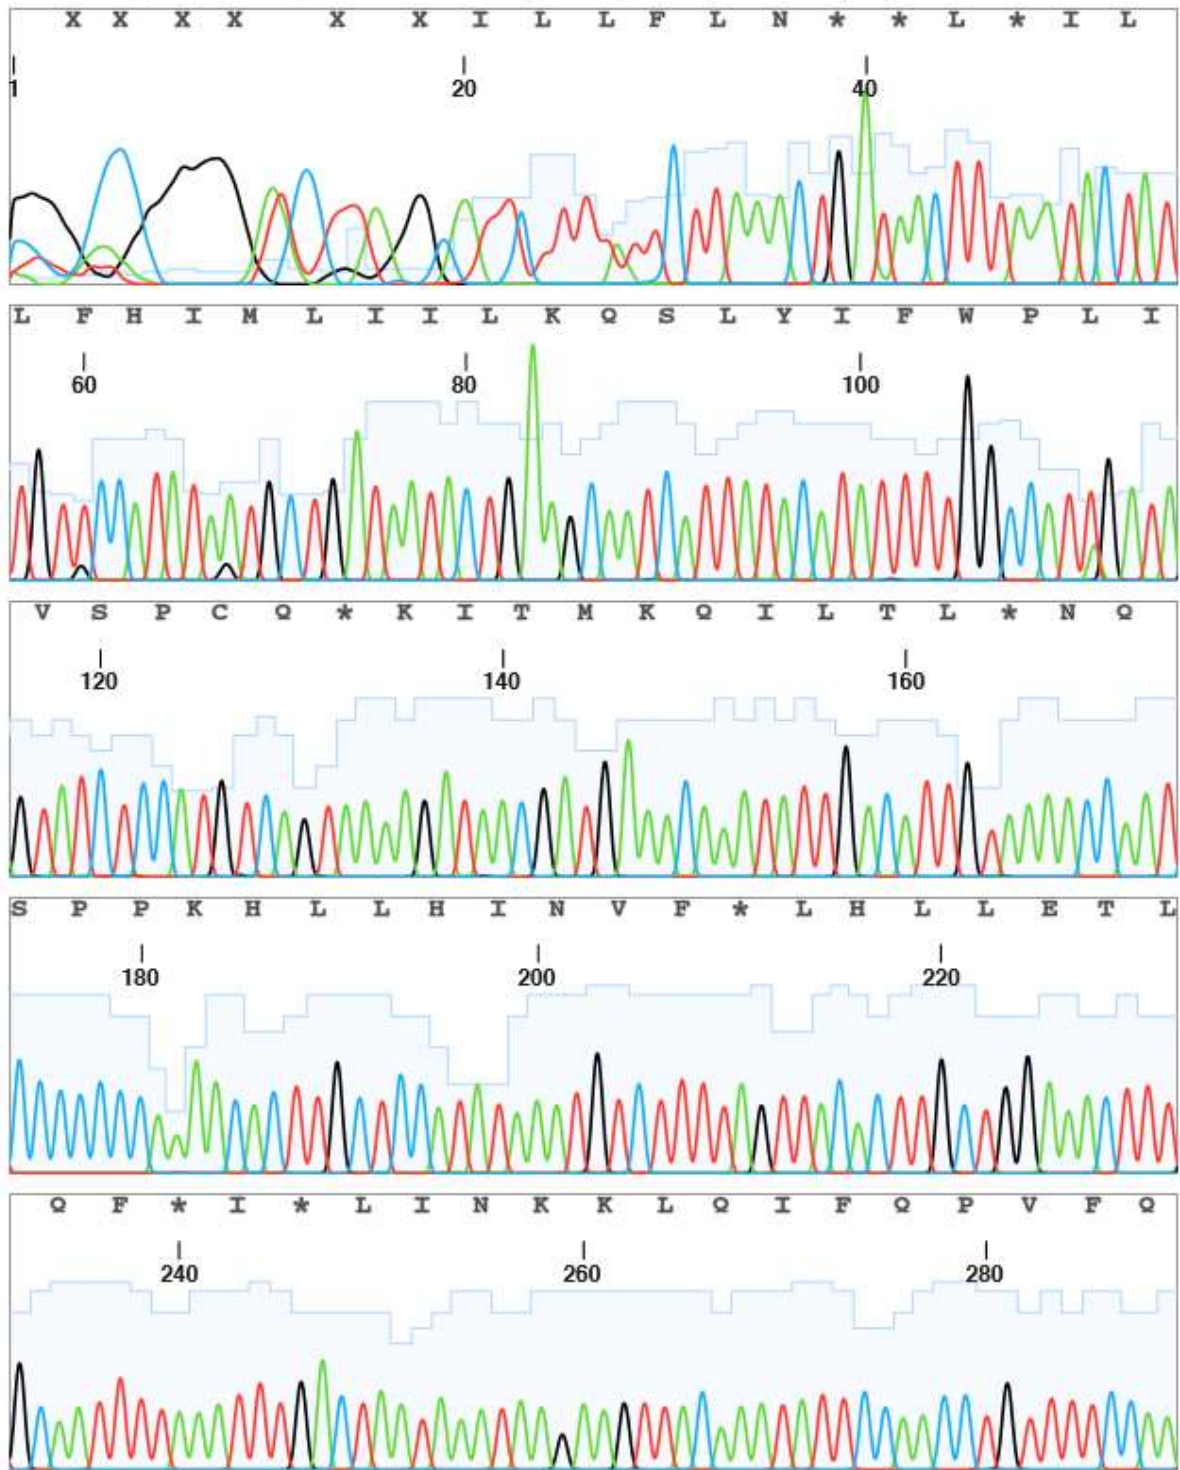 X X X X X X I L L F L N * * L * I L
1 20 40
L F H I M L I I L K Q S L Y I F W P L I
60 80 100
V S P C Q * K I T M K Q I L T L * N Q
120 140 160
S P P K H L L H I N V F * L H L L E T L
180 200 220
Q F * I * L I N K K L Q I F Q P V F Q
240 260 280